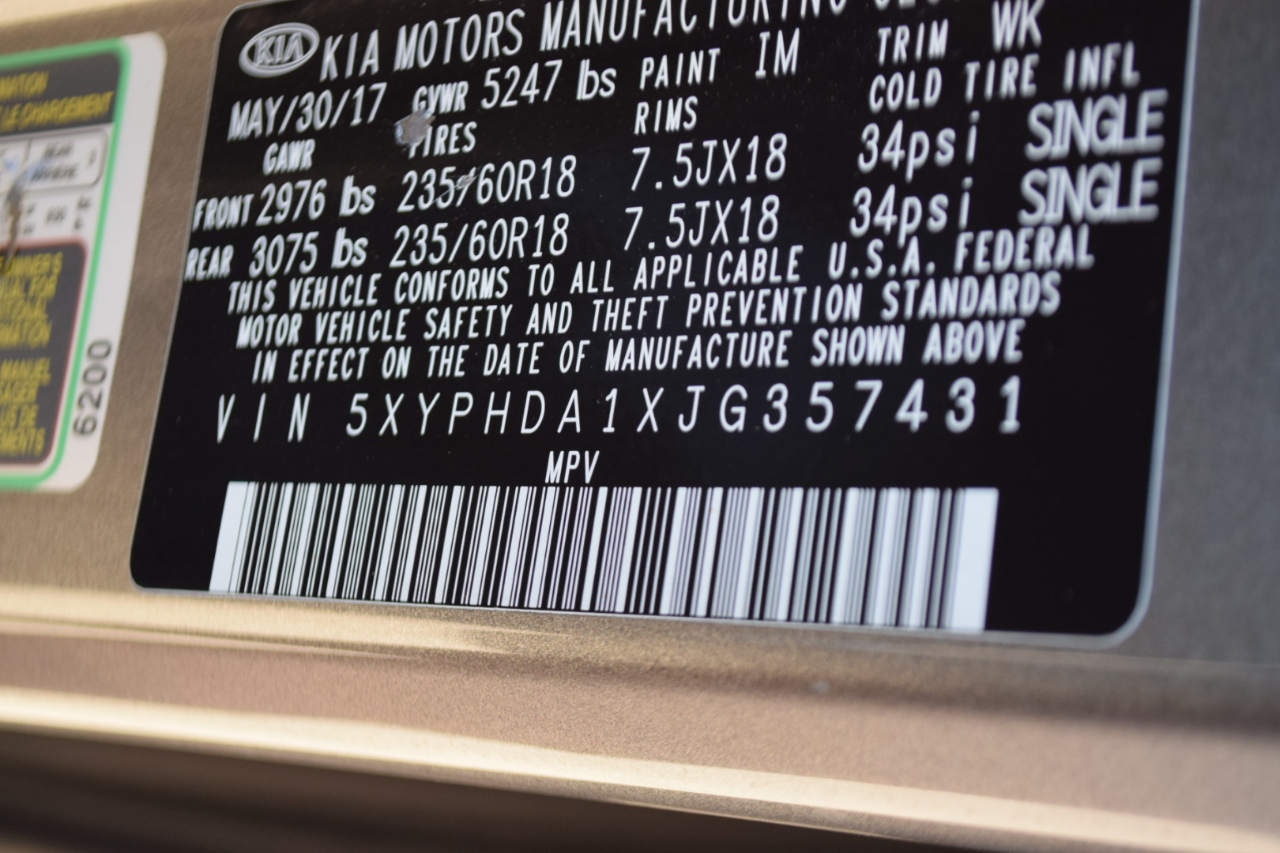 KIA KIA MOTORS MANUFACTURING
MAY/30/17 GVWR 5247 lbs PAINT IM TRIM WK
GAWR TIRES RIMS COLD TIRE INFL
FRONT 2976 lbs 235/60R18 7.5JX18 34psi SINGLE
REAR 3075 lbs 235/60R18 7.5JX18 34psi SINGLE
THIS VEHICLE CONFORMS TO ALL APPLICABLE U.S.A. FEDERAL
MOTOR VEHICLE SAFETY AND THEFT PREVENTION STANDARDS
IN EFFECT ON THE DATE OF MANUFACTURE SHOWN ABOVE
VIN 5XYPHDA1XJG357431
MPV
6200